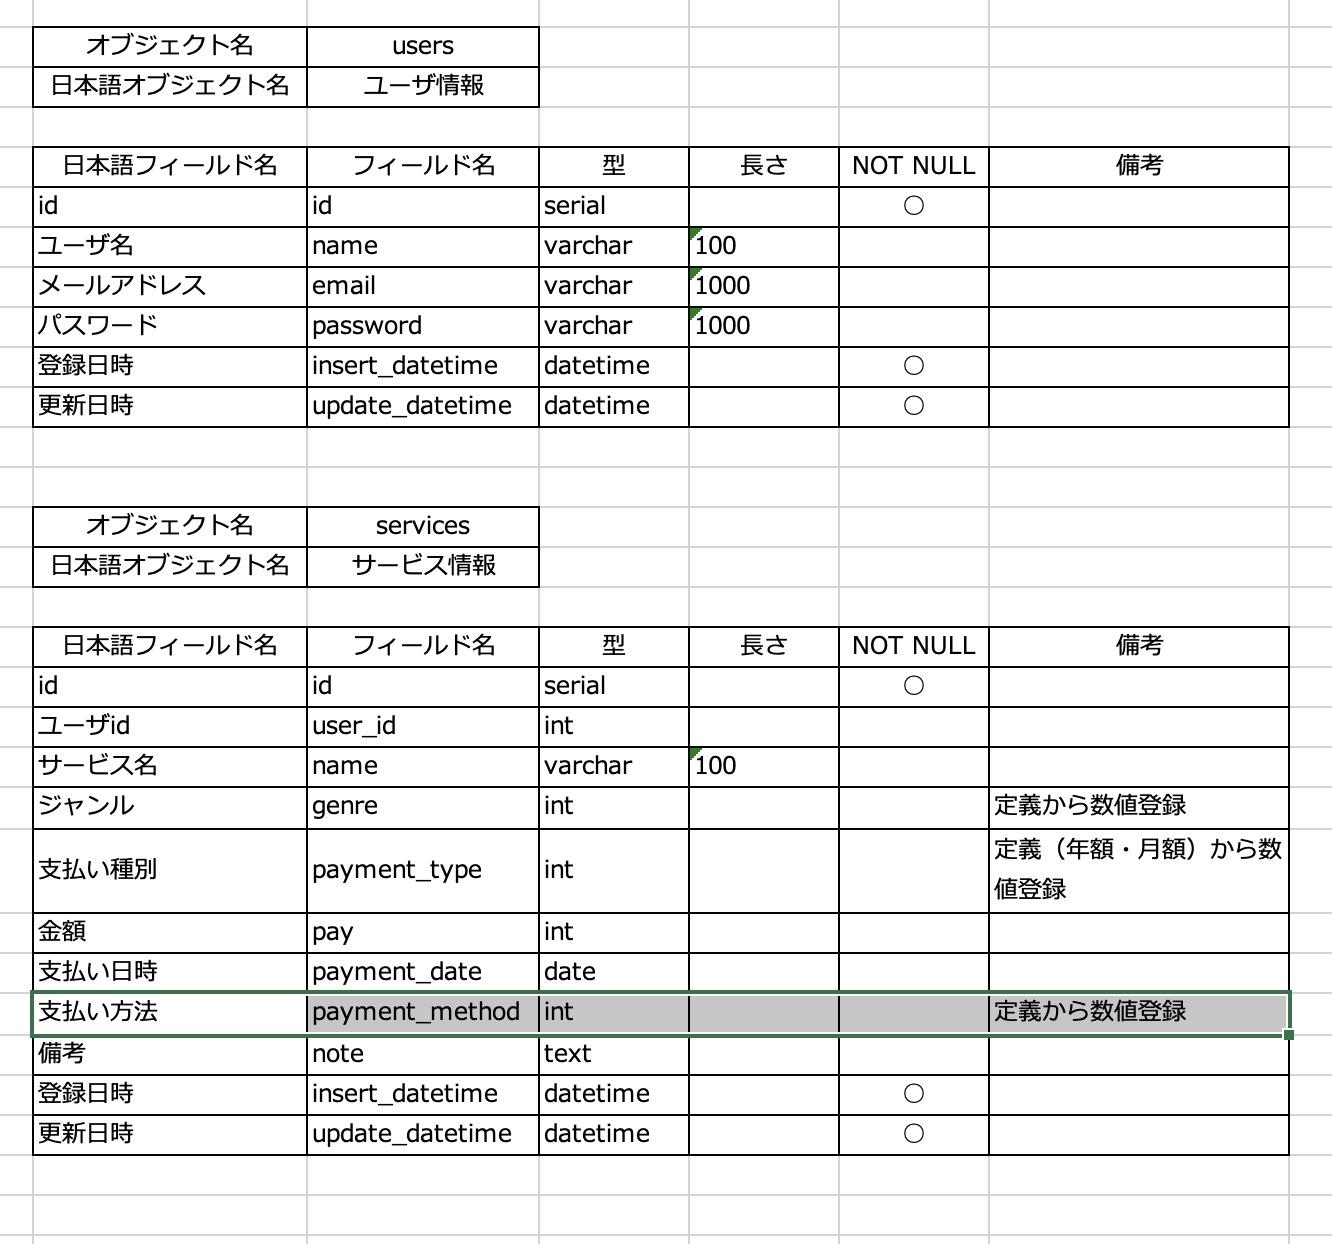 オブジェクト名 users
日本語オブジェクト名 ユーザ情報
日本語フィールド名 フィールド名 型 長さ NOT NULL 備考
id id serial ○
ユーザ名 name varchar 100
メールアドレス email varchar 1000
パスワード password varchar 1000
登録日時 insert_datetime datetime ○
更新日時 update_datetime datetime ○
オブジェクト名 services
日本語オブジェクト名 サービス情報
日本語フィールド名 フィールド名 型 長さ NOT NULL 備考
id id serial ○
ユーザid user_id int
サービス名 name varchar 100
ジャンル genre int 定義から数値登録
支払い種別 payment_type int 定義（年額・月額）から数
値登録
金額 pay int
支払い日時 payment_date date
支払い方法 payment_method int 定義から数値登録
備考 note text
登録日時 insert_datetime datetime ○
更新日時 update_datetime datetime ○